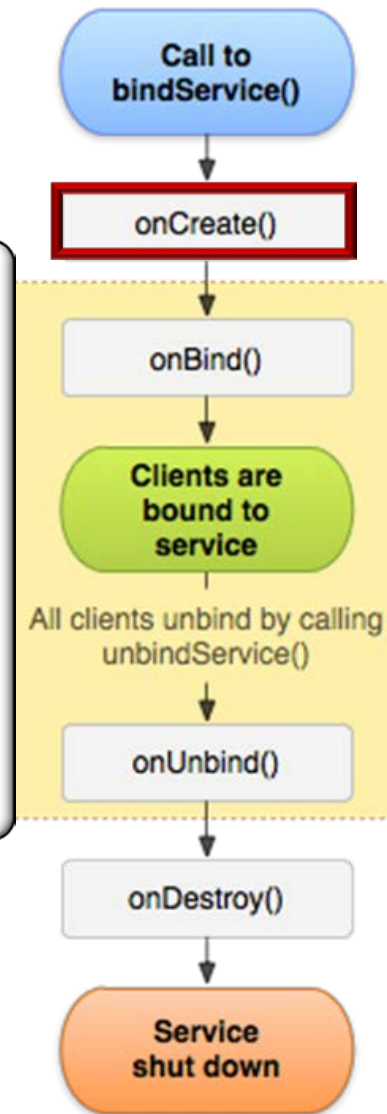 Call to
bindService()
onCreate()
onBind()
Clients are
bound to
service
All clients unbind by calling
unbindService()
onUnbind()
onDestroy()
Service
shut down